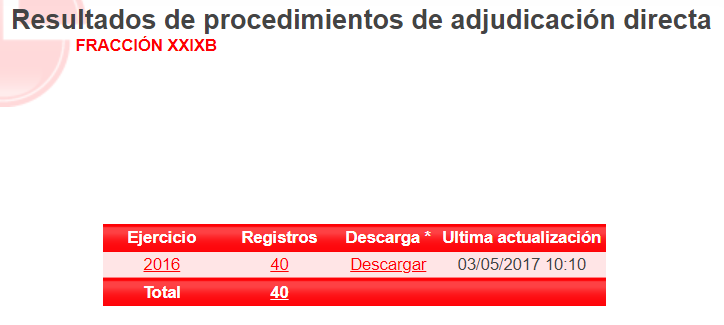 Resultados de procedimientos de adjudicación directa
FRACCIÓN XXIXB
Ejercicio Registros Descarga * Ultima actualización
2016 40 Descargar 03/05/2017 10:10
Total 40